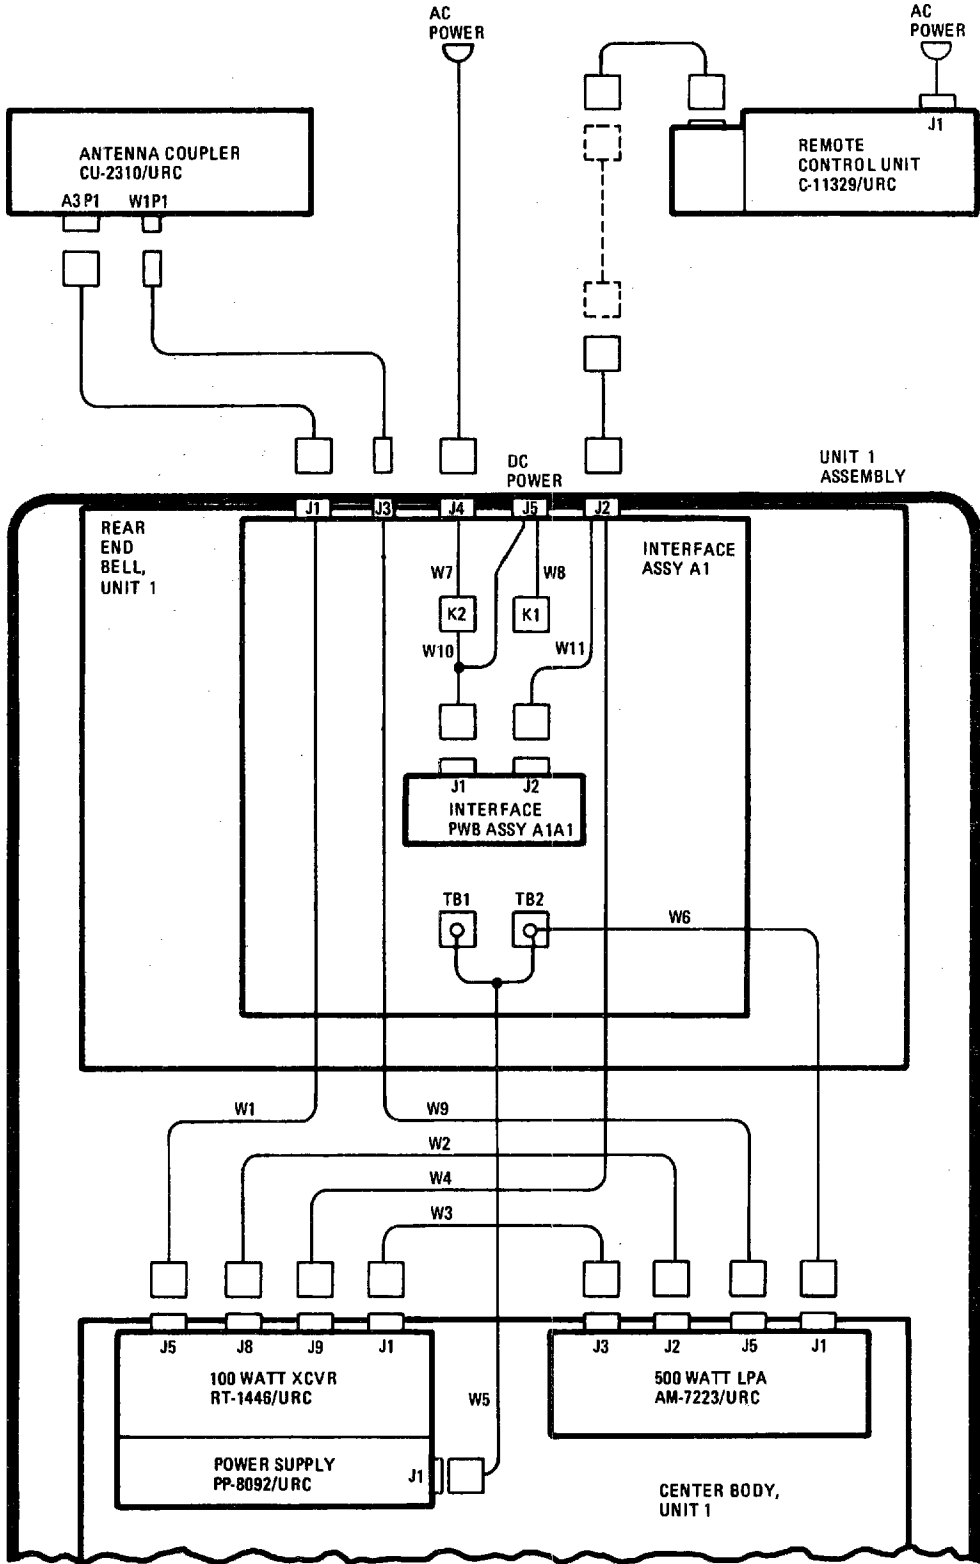 AC
POWER
AC
POWER
J1
ANTENNA COUPLER
CU-2310/URC
A3P1 W1P1
REMOTE
CONTROL UNIT
C-11329/URC
DC
POWER
UNIT 1
ASSEMBLY
J1 J3 J4 J5 J2
REAR
END
BELL,
UNIT 1
INTERFACE
ASSY A1
W7 W8
K2 K1
W10 W11
J1 J2
INTERFACE
PWB ASSY A1A1
TB1 TB2
W6
W1 W9
W2
W4
W3
J5 J8 J9 J1 J3 J2 J5 J1
100 WATT XCVR
RT-1446/URC
500 WATT LPA
AM-7223/URC
W5
POWER SUPPLY
PP-8092/URC
J1
CENTER BODY,
UNIT 1